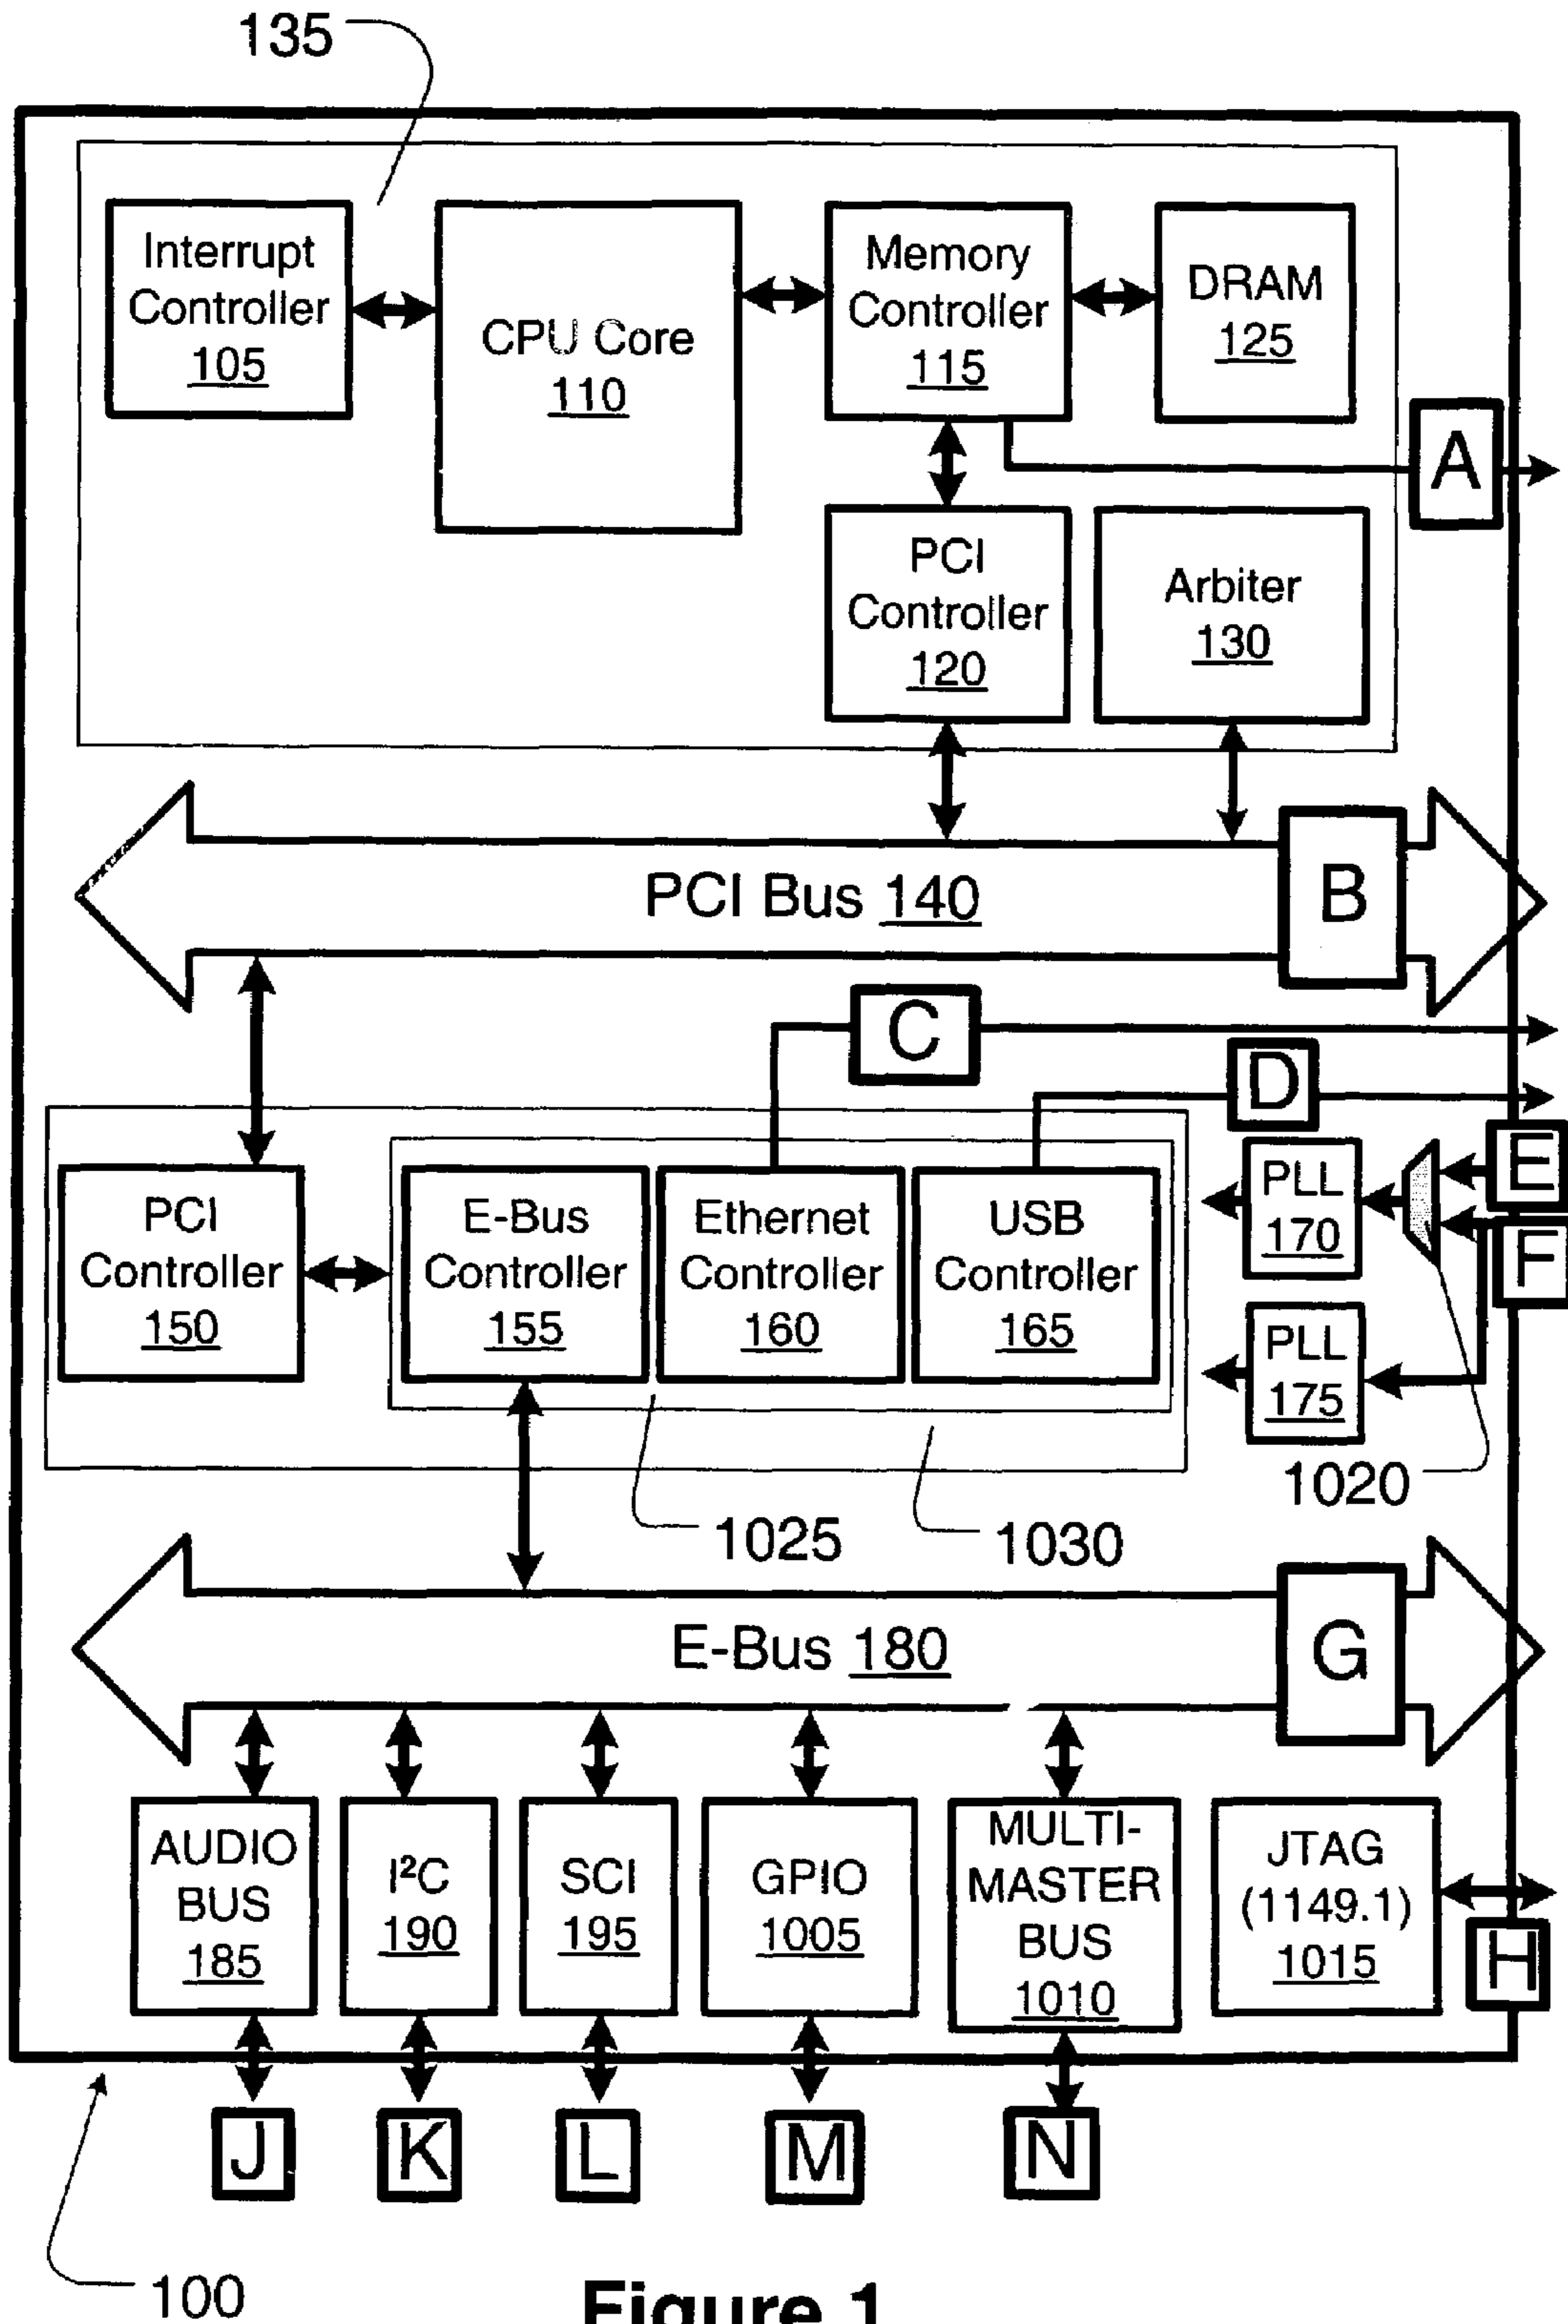 135
Interrupt
Controller
105
CPU Core
110
Memory
Controller
115
DRAM
125
A
PCI
Controller
120
Arbiter
130
PCI Bus 140
B
C
D
PCI
Controller
150
E-Bus
Controller
155
Ethernet
Controller
160
USB
Controller
165
PLL
170
E
F
PLL
175
1020
1025
1030
E-Bus 180
G
AUDIO
BUS
185
I²C
190
SCI
195
GPIO
1005
MULTI-
MASTER
BUS
1010
JTAG
(1149.1)
1015
H
J
K
L
M
N
100
Figure 1